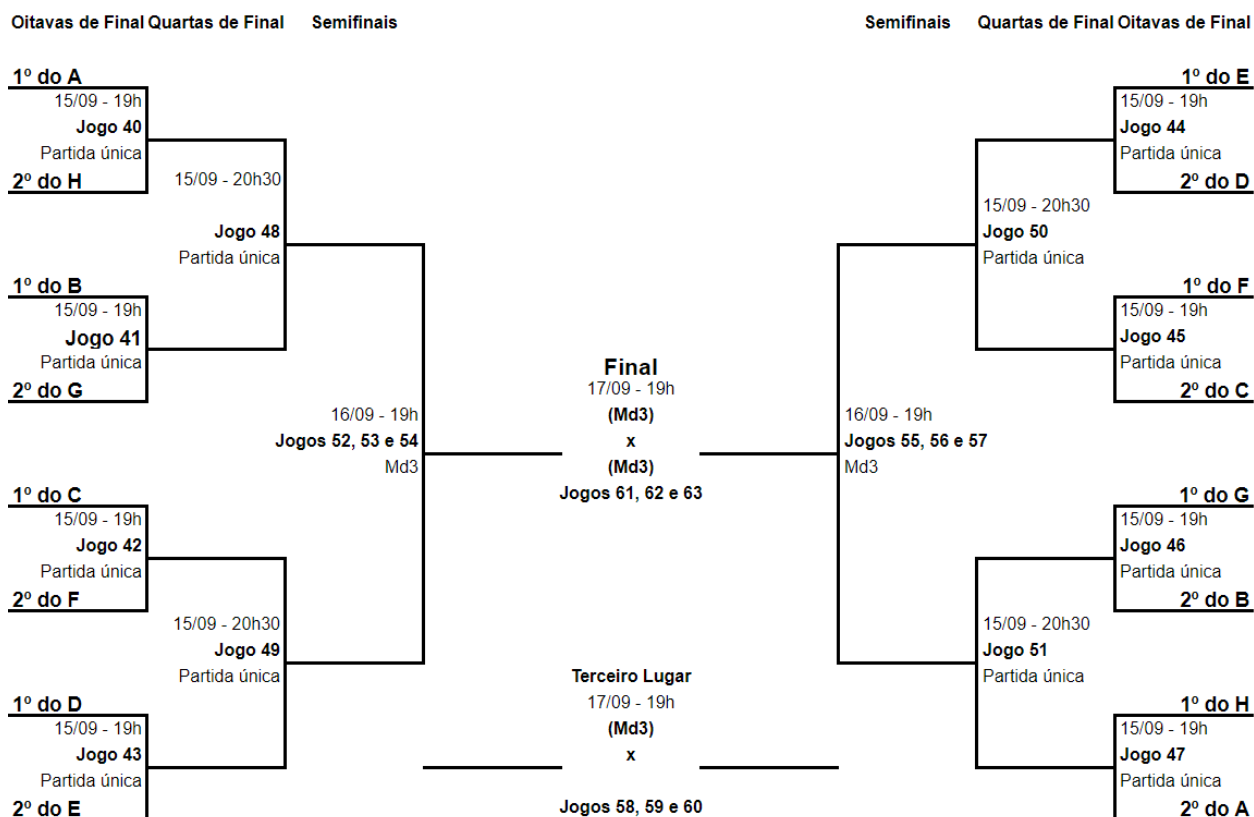 Oitavas de Final Quartas de Final Semifinais
Semifinais Quartas de Final Oitavas de Final
1º do A
15/09 - 19h
Jogo 40
Partida única
2º do H
15/09 - 20h30
Jogo 48
Partida única
1º do B
15/09 - 19h
Jogo 41
Partida única
2º do G
16/09 - 19h
Jogos 52, 53 e 54
Md3
1º do C
15/09 - 19h
Jogo 42
Partida única
2º do F
15/09 - 20h30
Jogo 49
Partida única
1º do D
15/09 - 19h
Jogo 43
Partida única
2º do E
Final
17/09 - 19h
(Md3)
x
(Md3)
Jogos 61, 62 e 63
Terceiro Lugar
17/09 - 19h
(Md3)
x
Jogos 58, 59 e 60
1º do E
15/09 - 19h
Jogo 44
Partida única
2º do D
15/09 - 20h30
Jogo 50
Partida única
1º do F
15/09 - 19h
Jogo 45
Partida única
2º do C
16/09 - 19h
Jogos 55, 56 e 57
Md3
1º do G
15/09 - 19h
Jogo 46
Partida única
2º do B
15/09 - 20h30
Jogo 51
Partida única
1º do H
15/09 - 19h
Jogo 47
Partida única
2º do A